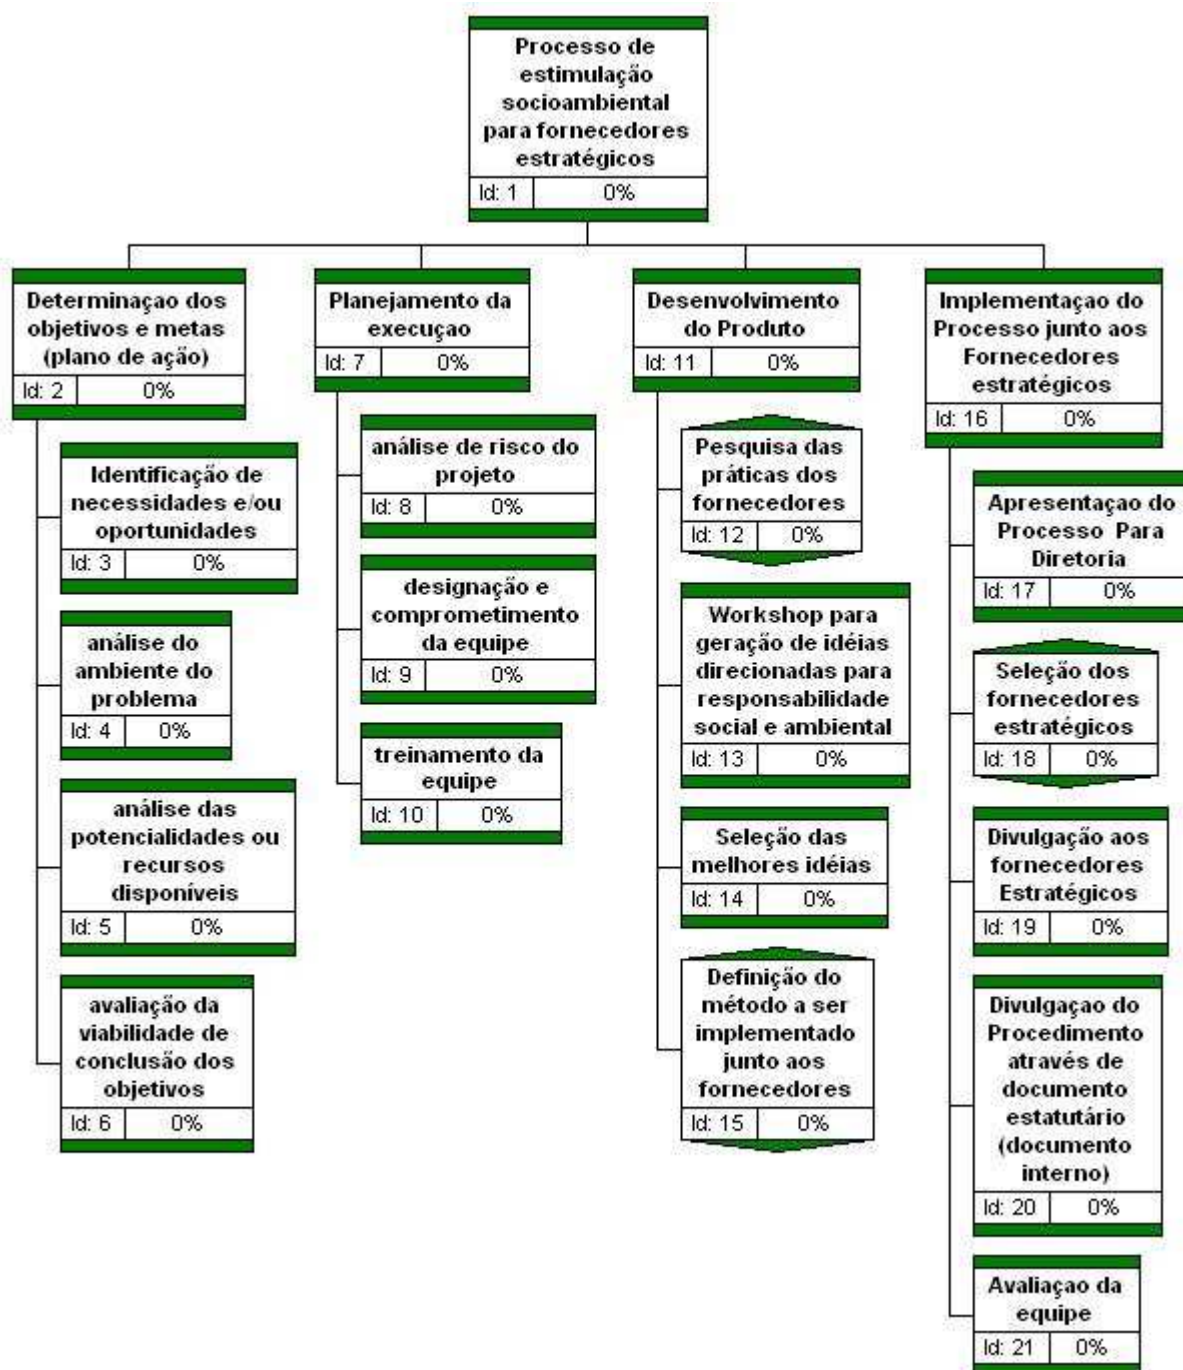 Processo de
estimulação
socioambiental
para fornecedores
estratégicos
Id: 1 0%
Determinaçao dos
objetivos e metas
(plano de ação)
Id: 2 0%
Identificação de
necessidades e/ou
oportunidades
Id: 3 0%
análise do
ambiente do
problema
Id: 4 0%
análise das
potencialidades ou
recursos
disponíveis
Id: 5 0%
avaliação da
viabilidade de
conclusão dos
objetivos
Id: 6 0%
Planejamento da
execuçao
Id: 7 0%
análise de risco do
projeto
Id: 8 0%
designação e
comprometimento
da equipe
Id: 9 0%
treinamento da
equipe
Id: 10 0%
Desenvolvimento
do Produto
Id: 11 0%
Pesquisa das
práticas dos
fornecedores
Id: 12 0%
Workshop para
geração de idéias
direcionadas para
responsabilidade
social e ambiental
Id: 13 0%
Seleção das
melhores idéias
Id: 14 0%
Definição do
método a ser
implementado
junto aos
fornecedores
Id: 15 0%
Implementaçao do
Processo junto aos
Fornecedores
estratégicos
Id: 16 0%
Apresentaçao do
Processo Para
Diretoria
Id: 17 0%
Seleção dos
fornecedores
estratégicos
Id: 18 0%
Divulgação aos
fornecedores
Estratégicos
Id: 19 0%
Divulgaçao do
Procedimento
através de
documento
estatutário
(documento
interno)
Id: 20 0%
Avaliaçao da
equipe
Id: 21 0%